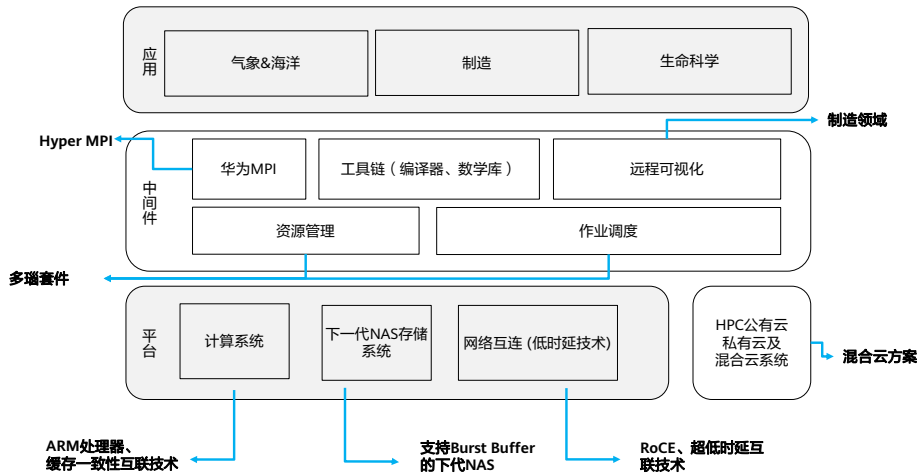 应用
气象&海洋
制造
生命科学
制造领域
Hyper MPI
中间件
华为MPI
工具链（编译器、数学库）
远程可视化
资源管理
作业调度
多瑙套件
平台
计算系统
下一代NAS存储
系统
网络互连 (低时延技术)
HPC公有云
私有云及
混合云系统
混合云方案
ARM处理器、
缓存一致性互联技术
支持Burst Buffer
的下代NAS
RoCE、超低时延互
联技术